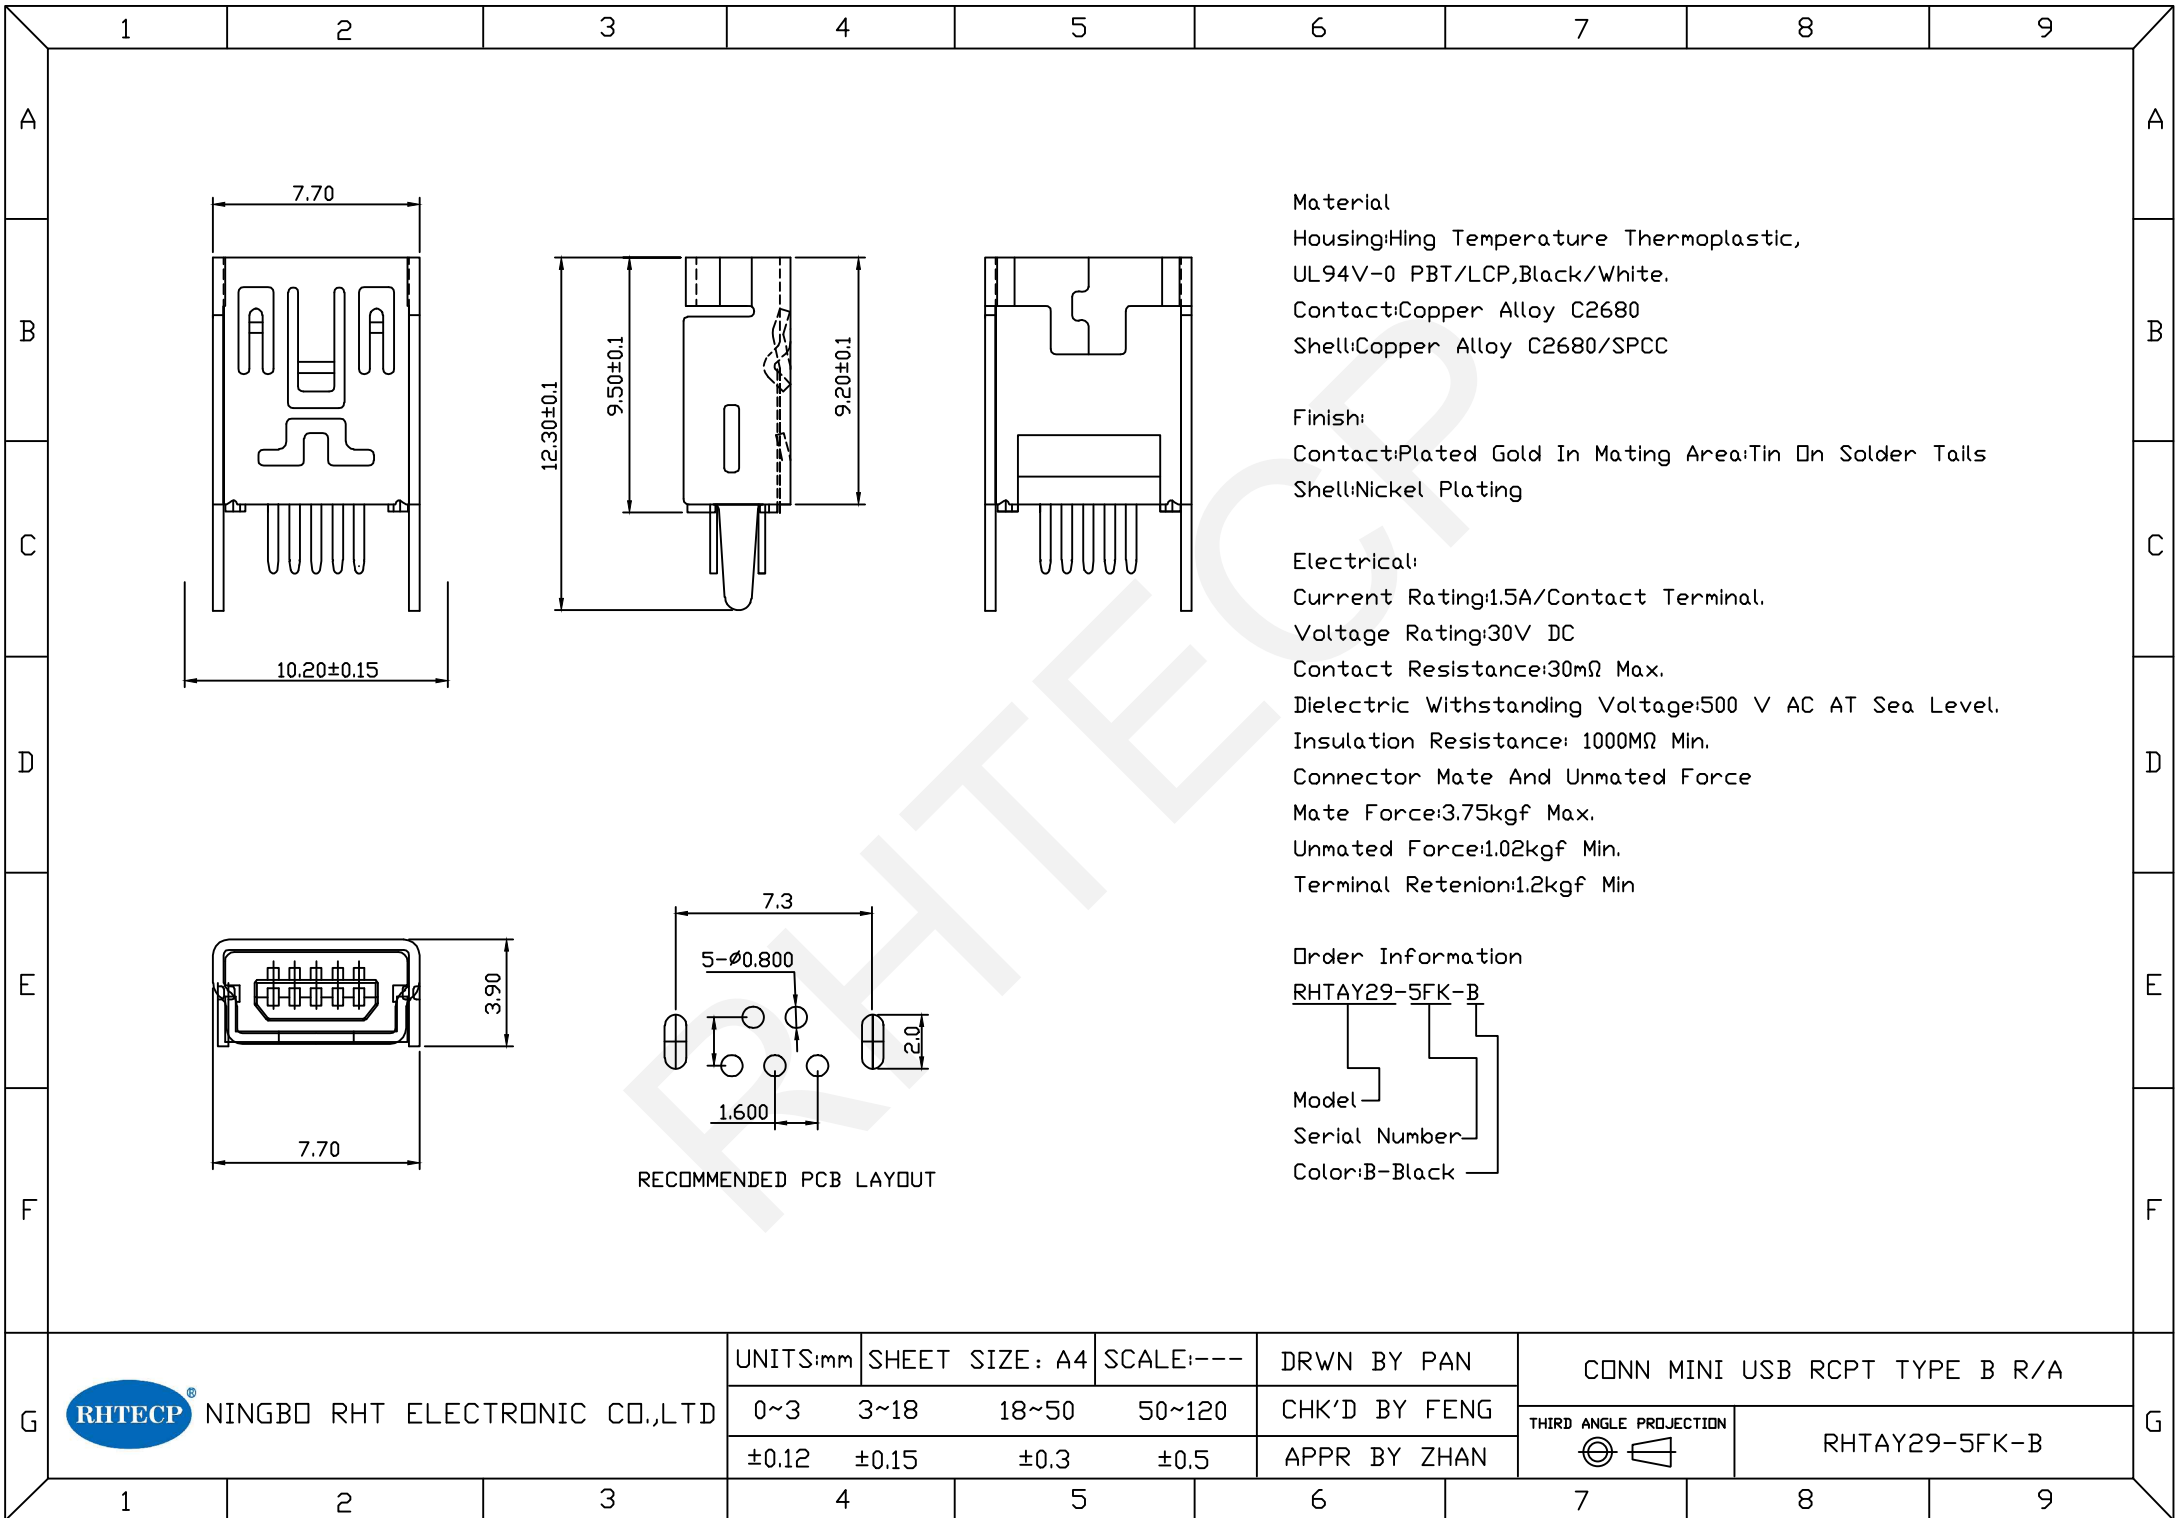 1 2 3 4 5 6 7 8 9
A A
B B
C C
D D
E E
F F
G G
7.70
12.30±0.1
9.50±0.1
9.20±0.1
10.20±0.15
3.90
7.70
7.3
5-Ø0.800
2.0
1.600
RECOMMENDED PCB LAYOUT
RHTECP
Material
Housing:Hing Temperature Thermoplastic,
UL94V-0 PBT/LCP,Black/White.
Contact:Copper Alloy C2680
Shell:Copper Alloy C2680/SPCC
Finish:
Contact:Plated Gold In Mating Area:Tin On Solder Tails
Shell:Nickel Plating
Electrical:
Current Rating:1.5A/Contact Terminal.
Voltage Rating:30V DC
Contact Resistance:30mΩ Max.
Dielectric Withstanding Voltage:500 V AC AT Sea Level.
Insulation Resistance: 1000MΩ Min.
Connector Mate And Unmated Force
Mate Force:3.75kgf Max.
Unmated Force:1.02kgf Min.
Terminal Retenion:1.2kgf Min
Order Information
RHTAY29-5FK-B
Model
Serial Number
Color:B-Black
RHTECP® NINGBO RHT ELECTRONIC CO.,LTD
UNITS:mm SHEET SIZE: A4 SCALE:---
0~3 3~18 18~50 50~120
±0.12 ±0.15 ±0.3 ±0.5
DRWN BY PAN
CHK'D BY FENG
APPR BY ZHAN
CONN MINI USB RCPT TYPE B R/A
THIRD ANGLE PROJECTION
RHTAY29-5FK-B
1 2 3 4 5 6 7 8 9